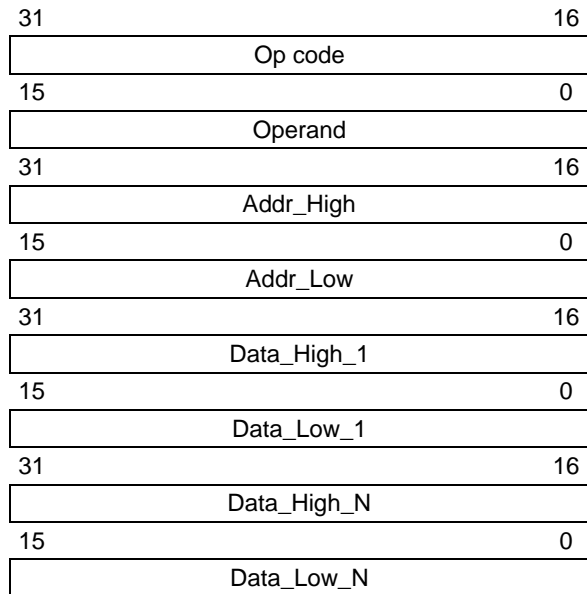 31 16
Op code
15 0
Operand
31 16
Addr_High
15 0
Addr_Low
31 16
Data_High_1
15 0
Data_Low_1
31 16
Data_High_N
15 0
Data_Low_N